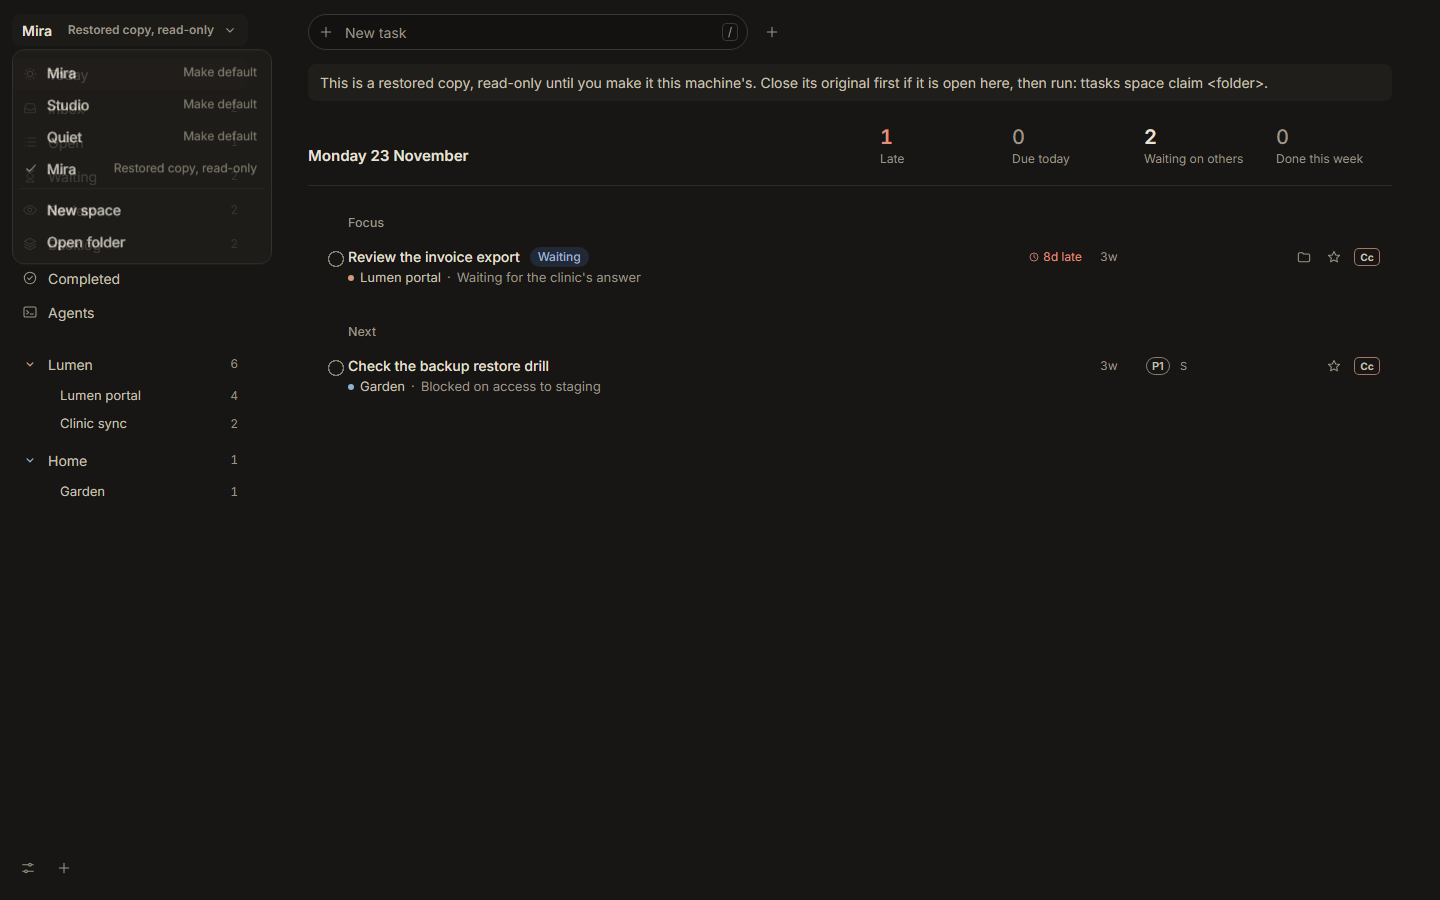 Mira Restored copy, read-only
Mira Make default
Studio Make default
Quiet Make default
Mira Restored copy, read-only
Waiting 2
New space 2
Open folder 2
Completed
Agents
Lumen 6
Lumen portal 4
Clinic sync 2
Home 1
Garden 1
New task /
This is a restored copy, read-only until you make it this machine's. Close its original first if it is open here, then run: ttasks space claim <folder>.
Monday 23 November
1 Late
0 Due today
2 Waiting on others
0 Done this week
Focus
Review the invoice export Waiting 8d late 3w Cc
Lumen portal · Waiting for the clinic's answer
Next
Check the backup restore drill 3w P1 S Cc
Garden · Blocked on access to staging